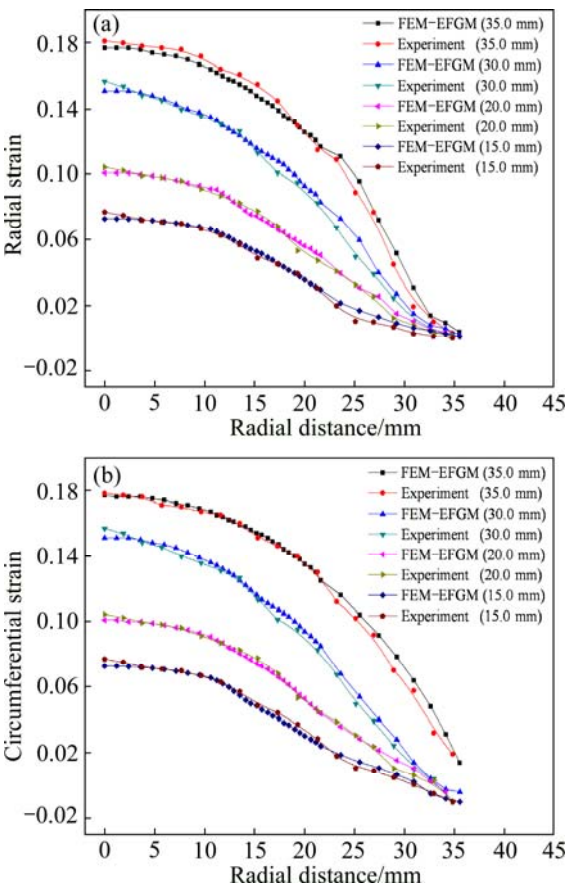 (a)
FEM−EFGM (35.0 mm)
Experiment (35.0 mm)
FEM−EFGM (30.0 mm)
Experiment (30.0 mm)
FEM−EFGM (20.0 mm)
Experiment (20.0 mm)
FEM−EFGM (15.0 mm)
Experiment (15.0 mm)
Radial strain
0.18
0.14
0.10
0.06
0.02
−0.02
0 5 10 15 20 25 30 35 40 45
Radial distance/mm
(b)
FEM−EFGM (35.0 mm)
Experiment (35.0 mm)
FEM−EFGM (30.0 mm)
Experiment (30.0 mm)
FEM−EFGM (20.0 mm)
Experiment (20.0 mm)
FEM−EFGM (15.0 mm)
Experiment (15.0 mm)
Circumferential strain
0.18
0.14
0.10
0.06
0.02
−0.02
0 5 10 15 20 25 30 35 40 45
Radial distance/mm